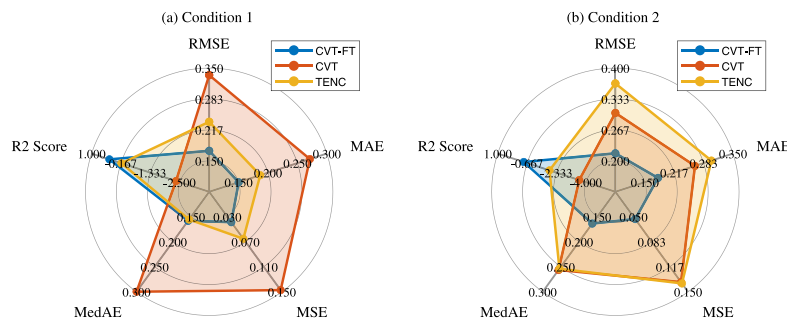 (a) Condition 1
RMSE
CVT-FT
CVT
TENC
0.350
0.283
0.217
0.150
MAE
0.300
0.250
0.200
0.150
R2 Score
1.000
-0.167
-1.333
-2.500
0.150
0.200
0.250
0.300
MedAE
0.030
0.070
0.110
0.150
MSE
(b) Condition 2
RMSE
CVT-FT
CVT
TENC
0.400
0.333
0.267
0.200
MAE
0.350
0.283
0.217
0.150
R2 Score
1.000
-0.667
-2.333
-4.000
0.150
0.200
0.250
0.300
MedAE
0.050
0.083
0.117
0.150
MSE